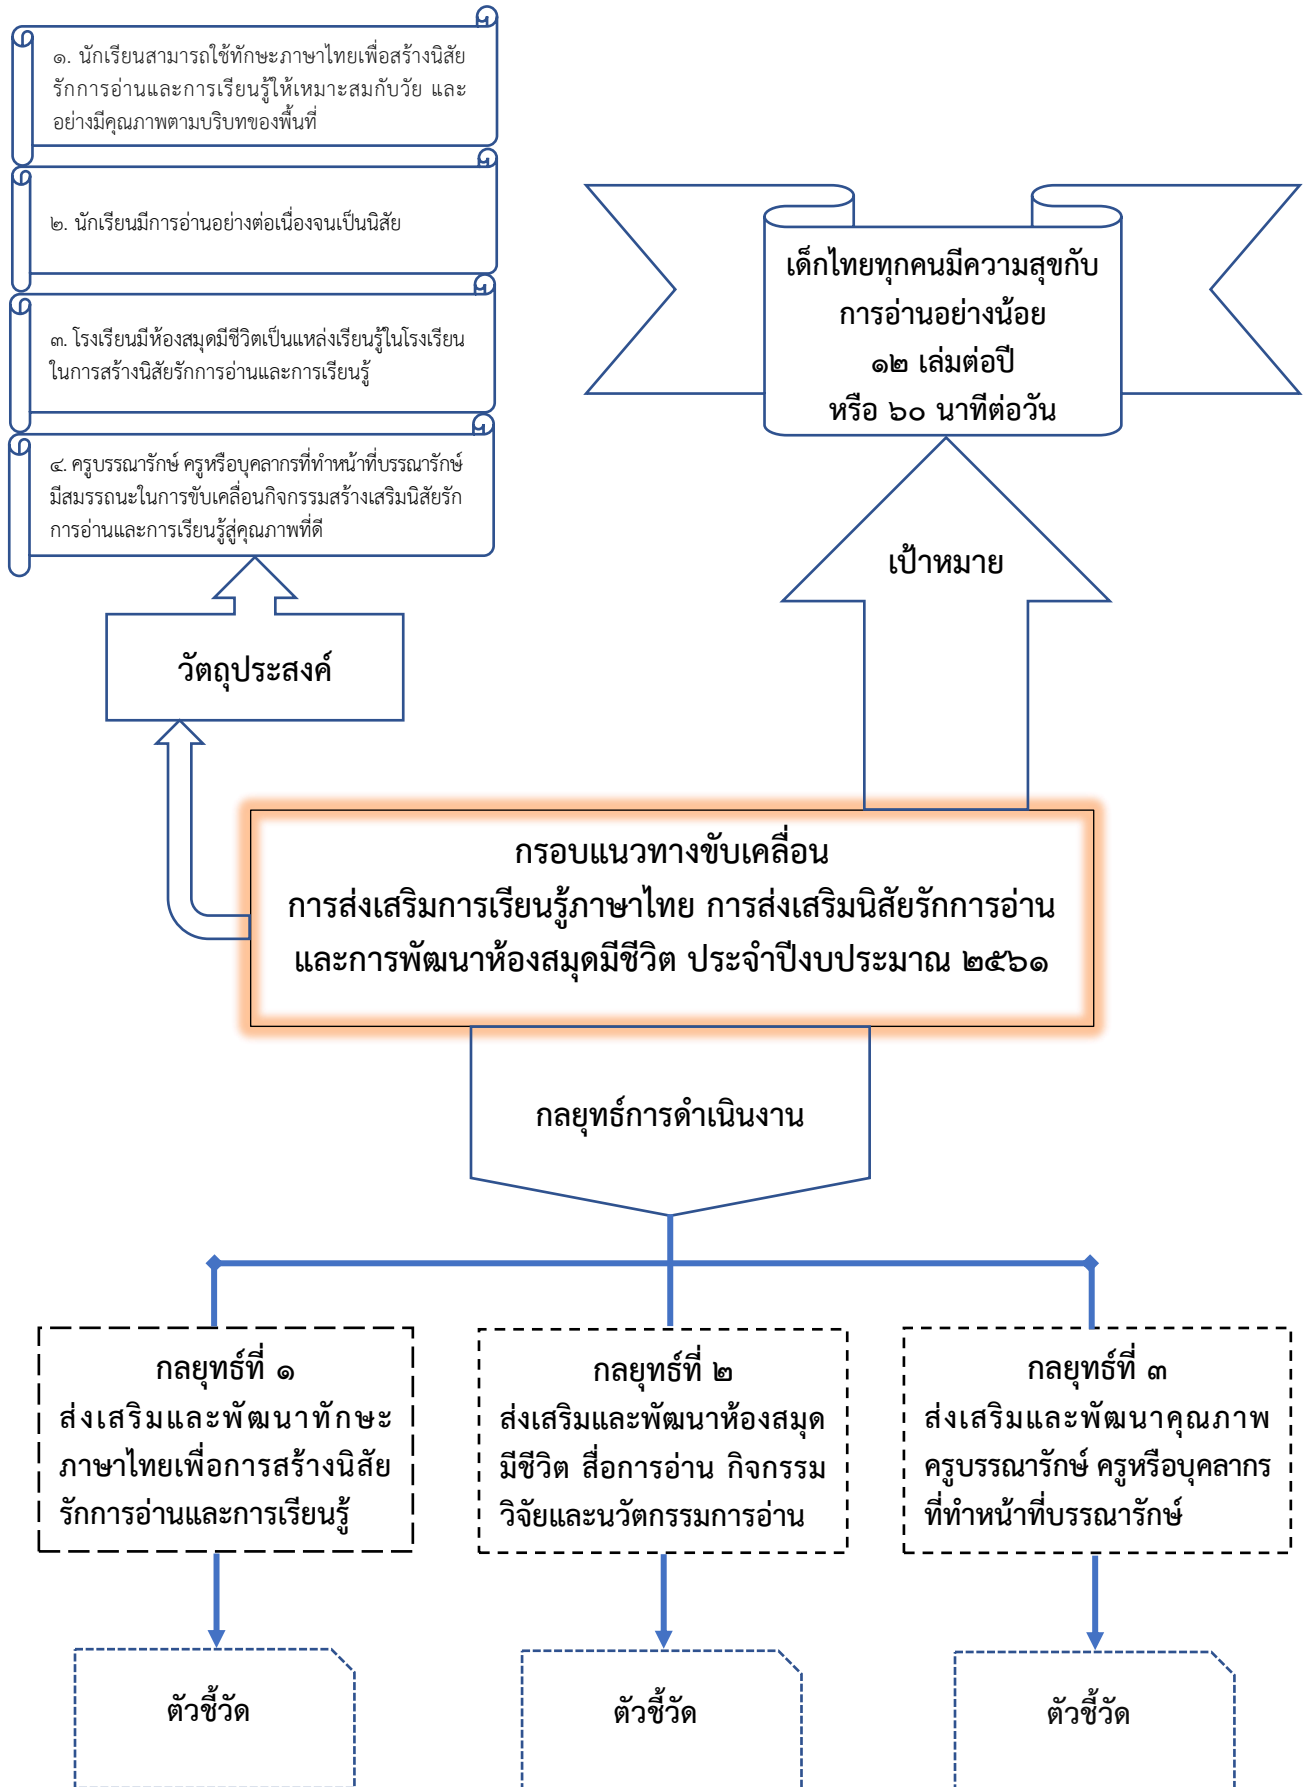 ๑. นักเรียนสามารถใช้ทักษะภาษาไทยเพื่อสร้างนิสัย
รักการอ่านและการเรียนรู้ให้เหมาะสมกับวัย และ
อย่างมีคุณภาพตามบริบทของพื้นที่
๒. นักเรียนมีการอ่านอย่างต่อเนื่องจนเป็นนิสัย
๓. โรงเรียนมีห้องสมุดมีชีวิตเป็นแหล่งเรียนรู้ในโรงเรียน
ในการสร้างนิสัยรักการอ่านและการเรียนรู้
๔. ครูบรรณารักษ์ ครูหรือบุคลากรที่ทำหน้าที่บรรณารักษ์
มีสมรรถนะในการขับเคลื่อนกิจกรรมสร้างเสริมนิสัยรัก
การอ่านและการเรียนรู้สู่คุณภาพที่ดี
วัตถุประสงค์
เด็กไทยทุกคนมีความสุขกับ
การอ่านอย่างน้อย
๑๒ เล่มต่อปี
หรือ ๖๐ นาทีต่อวัน
เป้าหมาย
กรอบแนวทางขับเคลื่อน
การส่งเสริมการเรียนรู้ภาษาไทย การส่งเสริมนิสัยรักการอ่าน
และการพัฒนาห้องสมุดมีชีวิต ประจำปีงบประมาณ ๒๕๖๑
กลยุทธ์การดำเนินงาน
กลยุทธ์ที่ ๑
ส่งเสริมและพัฒนาทักษะ
ภาษาไทยเพื่อการสร้างนิสัย
รักการอ่านและการเรียนรู้
กลยุทธ์ที่ ๒
ส่งเสริมและพัฒนาห้องสมุด
มีชีวิต สื่อการอ่าน กิจกรรม
วิจัยและนวัตกรรมการอ่าน
กลยุทธ์ที่ ๓
ส่งเสริมและพัฒนาคุณภาพ
ครูบรรณารักษ์ ครูหรือบุคลากร
ที่ทำหน้าที่บรรณารักษ์
ตัวชี้วัด
ตัวชี้วัด
ตัวชี้วัด